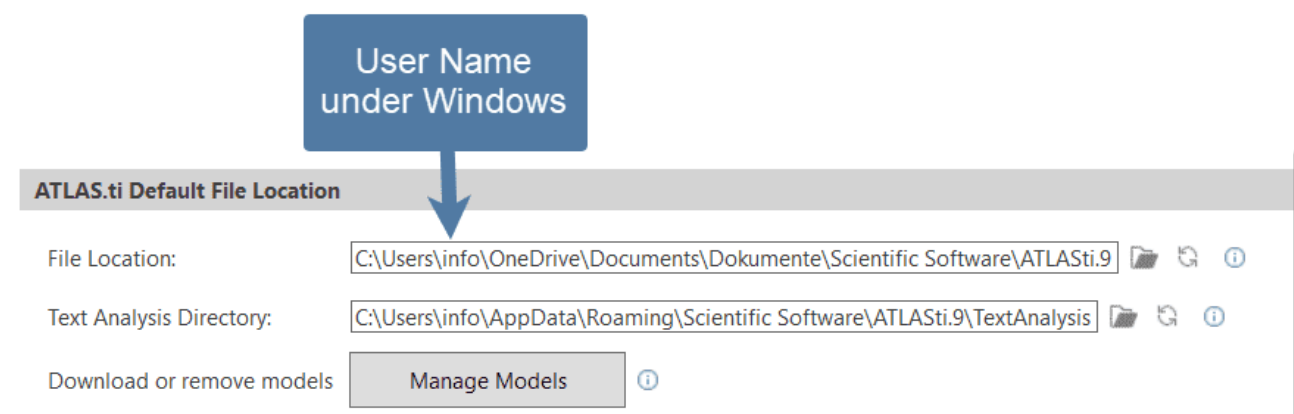 User Name
under Windows
ATLAS.ti Default File Location
File Location:
C:\Users\info\OneDrive\Documents\Dokumente\Scientific Software\ATLASti.9
Text Analysis Directory:
C:\Users\info\AppData\Roaming\Scientific Software\ATLASti.9\TextAnalysis
Download or remove models
Manage Models